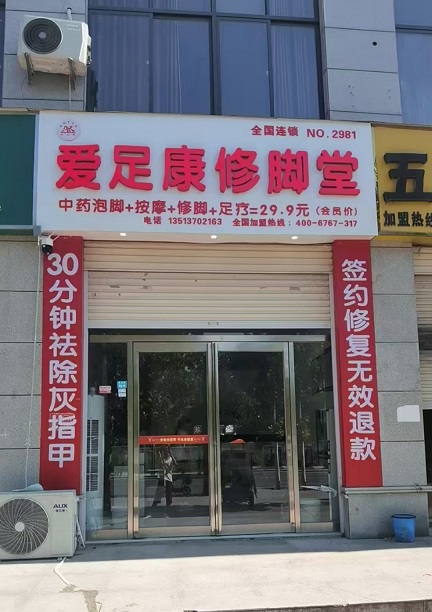 全国连锁 NO.2981
爱足康修脚堂
中药泡脚+按摩+修脚+足疗=29.9元(会员价)
电话 13513702163 全国加盟热线:400-6767-317
30分钟祛除灰指甲
签约修复无效退款
五
加盟热线
AUX